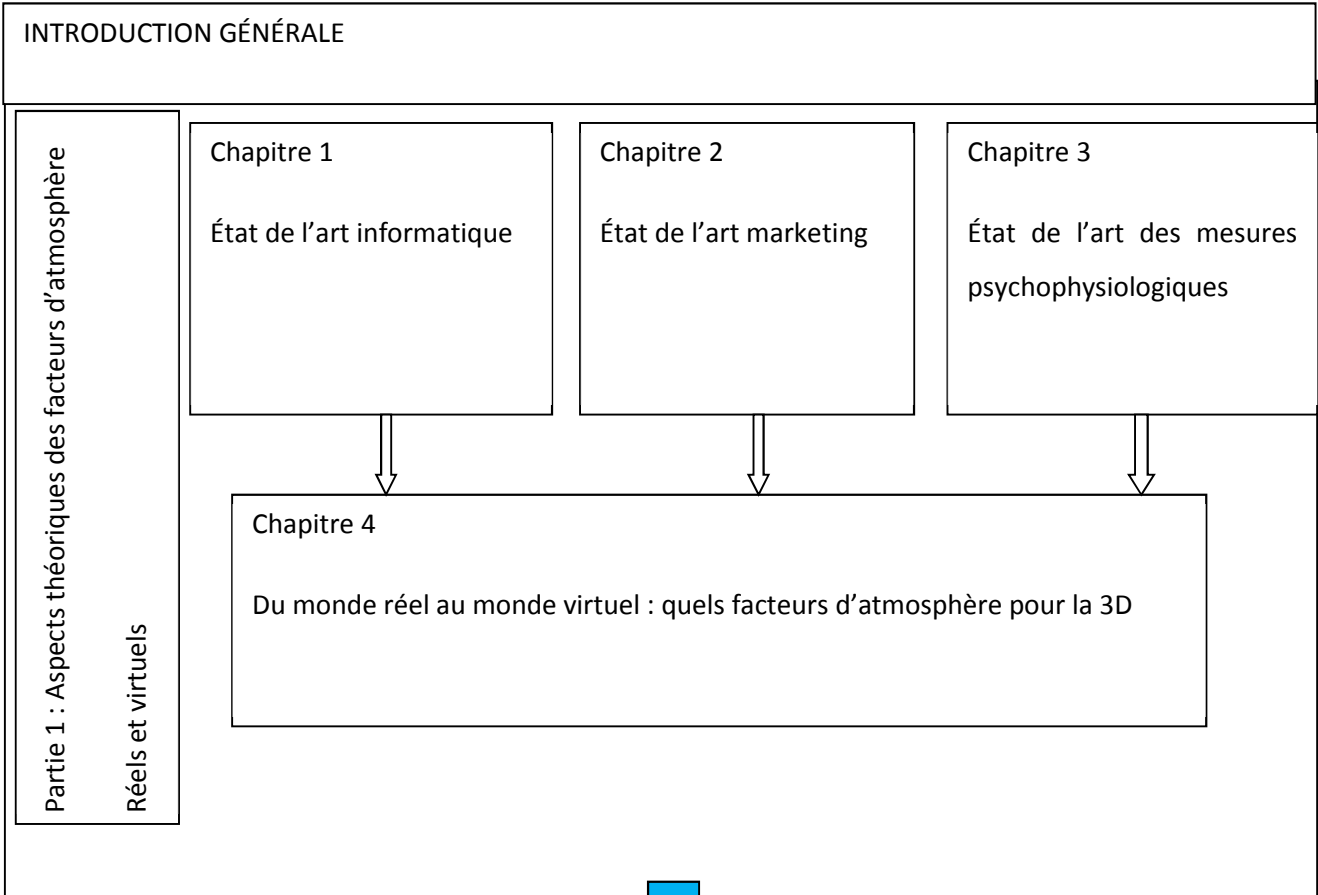 INTRODUCTION GÉNÉRALE
Partie 1 : Aspects théoriques des facteurs d’atmosphère
Réels et virtuels
Chapitre 1
État de l’art informatique
Chapitre 2
État de l’art marketing
Chapitre 3
État de l’art des mesures
psychophysiologiques
Chapitre 4
Du monde réel au monde virtuel : quels facteurs d’atmosphère pour la 3D